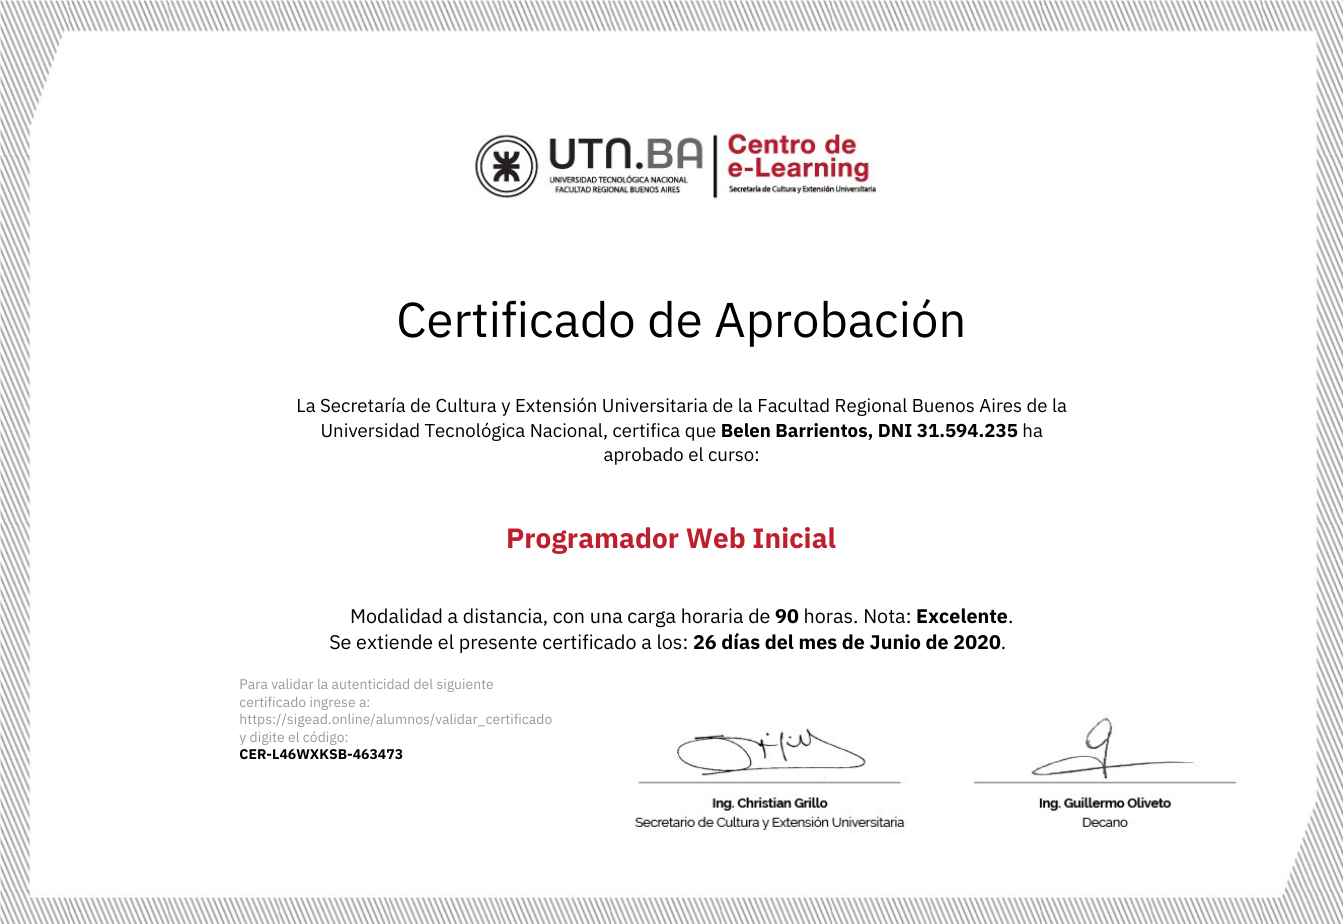 UTN.BA
UNIVERSIDAD TECNOLÓGICA NACIONAL
FACULTAD REGIONAL BUENOS AIRES
Centro de
e-Learning
Secretaría de Cultura y Extensión Universitaria
Certificado de Aprobación
La Secretaría de Cultura y Extensión Universitaria de la Facultad Regional Buenos Aires de la
Universidad Tecnológica Nacional, certifica que Belen Barrientos, DNI 31.594.235 ha
aprobado el curso:
Programador Web Inicial
Modalidad a distancia, con una carga horaria de 90 horas. Nota: Excelente.
Se extiende el presente certificado a los: 26 días del mes de Junio de 2020.
Para validar la autenticidad del siguiente
certificado ingrese a:
https://sigead.online/alumnos/validar_certificado
y digite el código:
CER-L46WXKSB-463473
Ing. Christian Grillo
Secretario de Cultura y Extensión Universitaria
Ing. Guillermo Oliveto
Decano